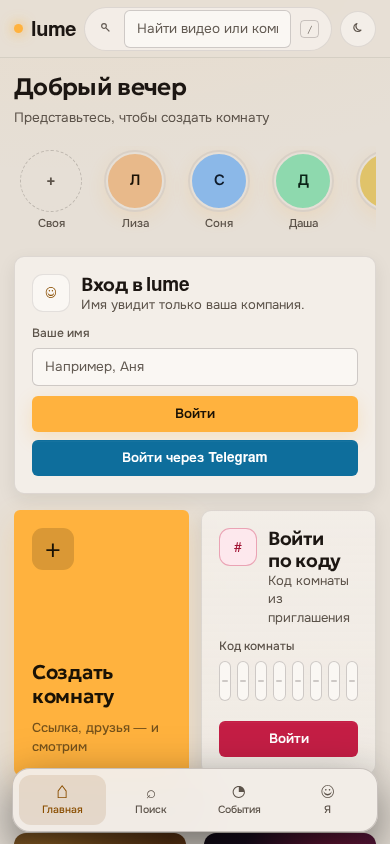 lume
Найти видео или ком
/
Добрый вечер
Представьтесь, чтобы создать комнату
+
Л
С
Д
Своя
Лиза
Соня
Даша
Вход в lume
Имя увидит только ваша компания.
Ваше имя
Например, Аня
Войти
Войти через Telegram
+
Создать
комнату
Ссылка, друзья — и
смотрим
#
Войти
по коду
Код комнаты
из
приглашения
Код комнаты
– – – – – – – –
Войти
Главная
Поиск
События
Я